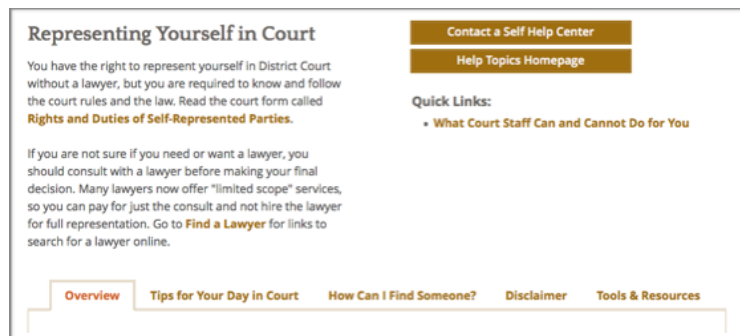 Representing Yourself in Court
You have the right to represent yourself in District Court
without a lawyer, but you are required to know and follow
the court rules and the law. Read the court form called
Rights and Duties of Self-Represented Parties.
If you are not sure if you need or want a lawyer, you
should consult with a lawyer before making your final
decision. Many lawyers now offer "limited scope" services,
so you can pay for just the consult and not hire the lawyer
for full representation. Go to Find a Lawyer for links to
search for a lawyer online.
Contact a Self Help Center
Help Topics Homepage
Quick Links:
• What Court Staff Can and Cannot Do for You
Overview Tips for Your Day in Court How Can I Find Someone? Disclaimer Tools & Resources